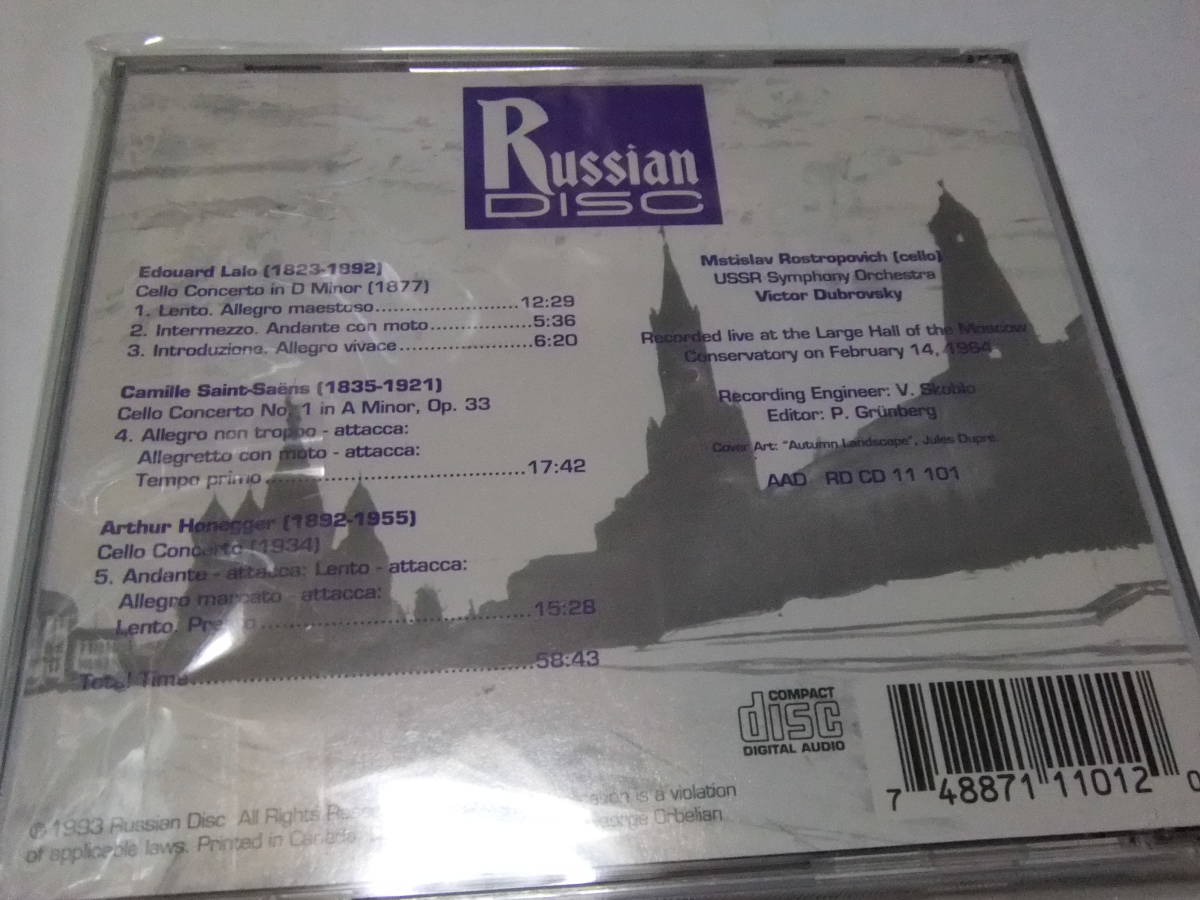 Russian
DISC
Edouard Lalo (1823-1892)
Cello Concerto in D Minor (1877)
1. Lento. Allegro maestoso........................12:29
2. Intermezzo. Andante con moto.................5:36
3. Introduzione. Allegro vivace......................6:20
Camille Saint-Saëns (1835-1921)
Cello Concerto No. 1 in A Minor, Op. 33
4. Allegro non troppo - attacca:
Allegretto con moto - attacca:
Tempo primo..........................................17:42
Arthur Honegger (1892-1955)
Cello Concerto (1934)
5. Andante - attacca: Lento - attacca:
Allegro marcato - attacca:
Lento. Presto..........................................15:28
Total Time....................................................58:43
Mstislav Rostropovich (cello)
USSR Symphony Orchestra
Victor Dubrovsky
Recorded live at the Large Hall of the Moscow
Conservatory on February 14, 1964
Recording Engineer: V. Skoblo
Editor: P. Grünberg
Cover Art: "Autumn Landscape", Jules Dupre.
AAD RD CD 11 101
COMPACT
disc
DIGITAL AUDIO
7 48871 11012 0
℗ 1993 Russian Disc All Rights is a violation
of applicable laws. Printed in Canada. George Orbelian